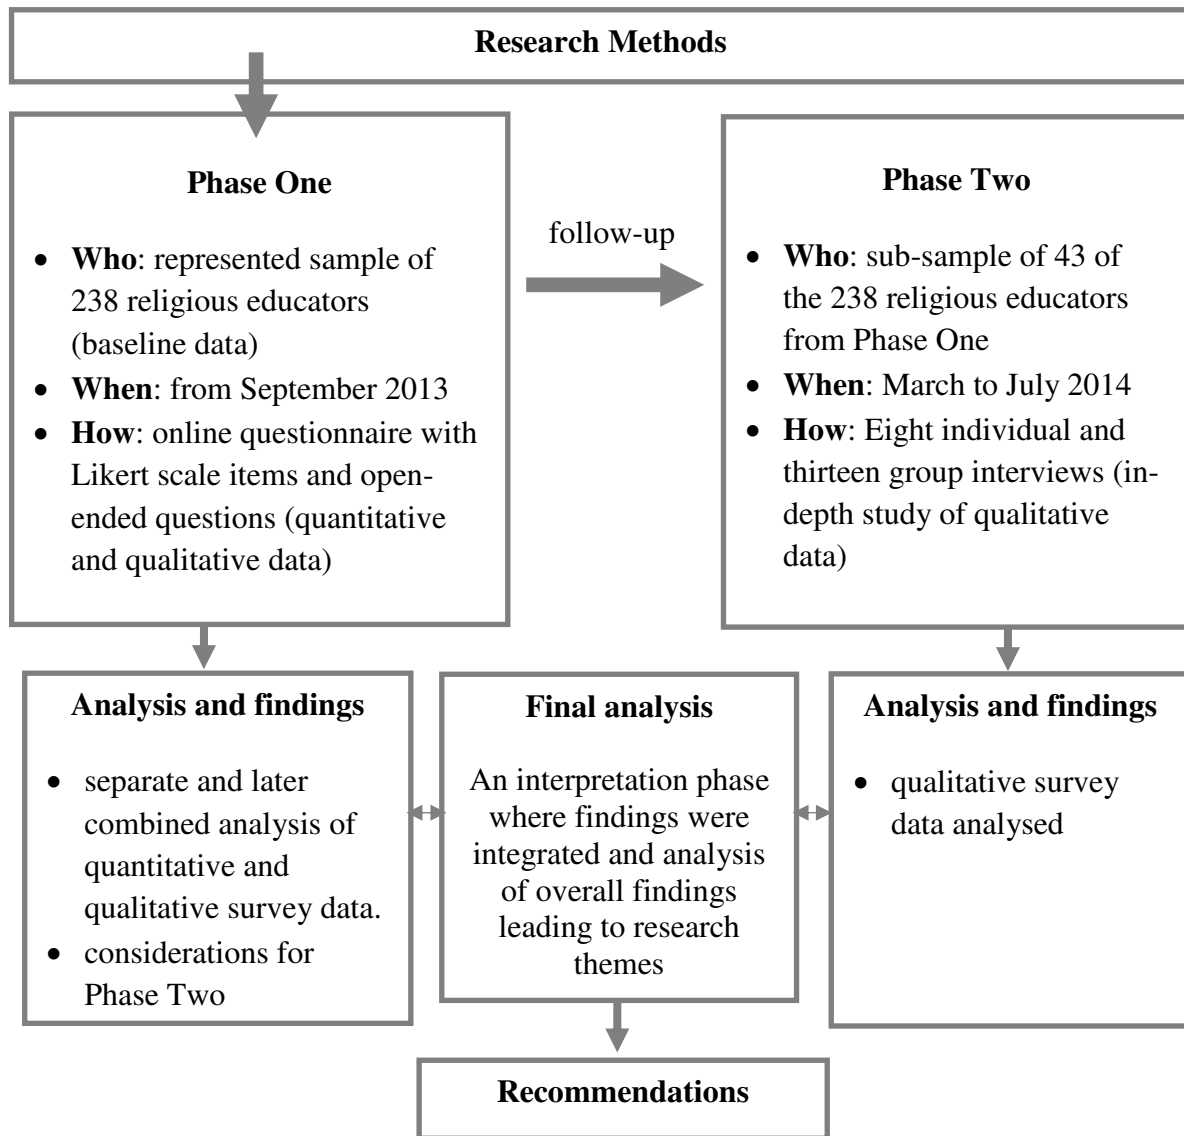 Research Methods
Phase One
• Who: represented sample of
238 religious educators
(baseline data)
• When: from September 2013
• How: online questionnaire with
Likert scale items and open-
ended questions (quantitative
and qualitative data)
follow-up
Phase Two
• Who: sub-sample of 43 of
the 238 religious educators
from Phase One
• When: March to July 2014
• How: Eight individual and
thirteen group interviews (in-
depth study of qualitative
data)
Analysis and findings
• separate and later
combined analysis of
quantitative and
qualitative survey data.
• considerations for
Phase Two
Final analysis
An interpretation phase
where findings were
integrated and analysis
of overall findings
leading to research
themes
Analysis and findings
• qualitative survey
data analysed
Recommendations